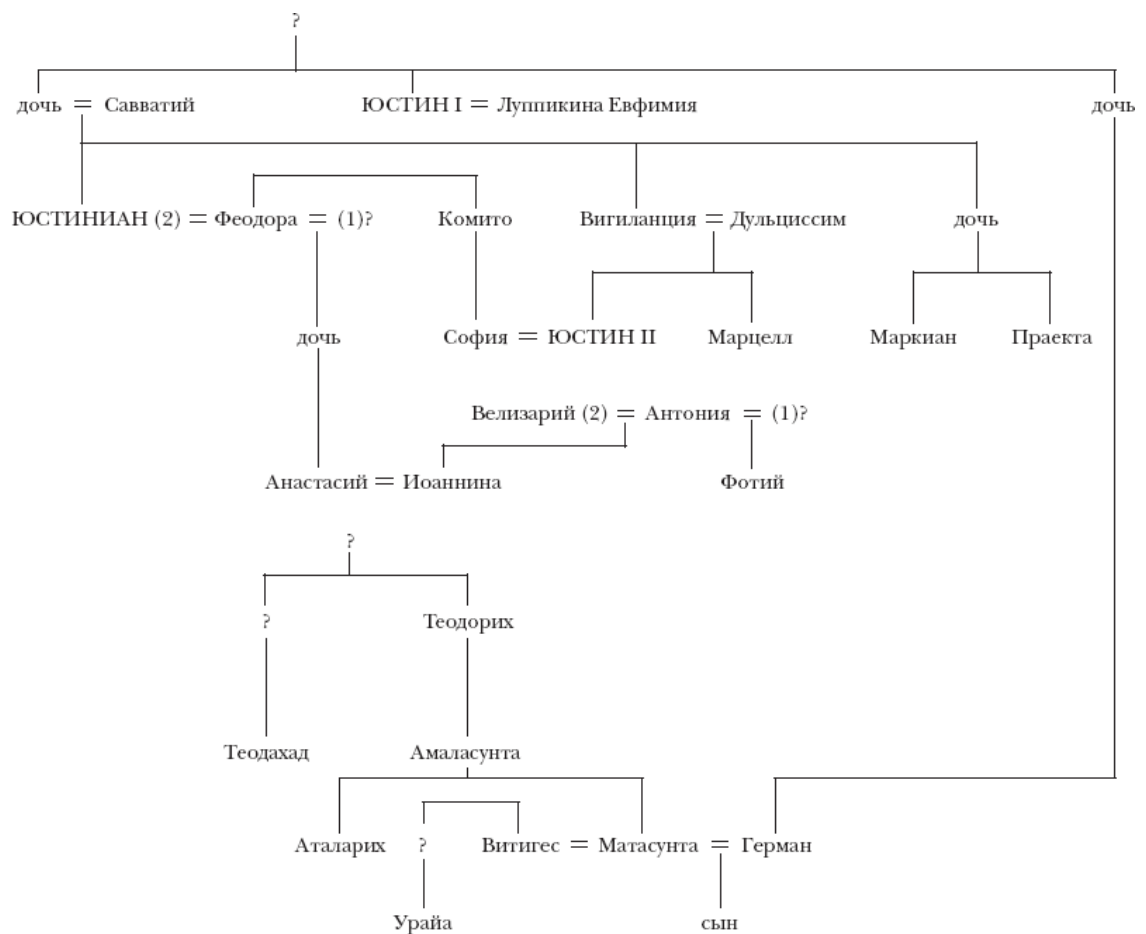 ?
дочь = Савватий ЮСТИН I = Луппикина Евфимия дочь
ЮСТИНИАН (2) = Феодора = (1)? Комито Вигиланция = Дульциссим дочь
дочь София = ЮСТИН II Марцелл Маркиан Праекта
Велизарий (2) = Антония = (1)?
Анастасий = Иоаннина Фотий
?
? Теодорих
Теодахад Амаласунта
Аталарих ? Витигес = Матасунта = Герман
Урайа сын